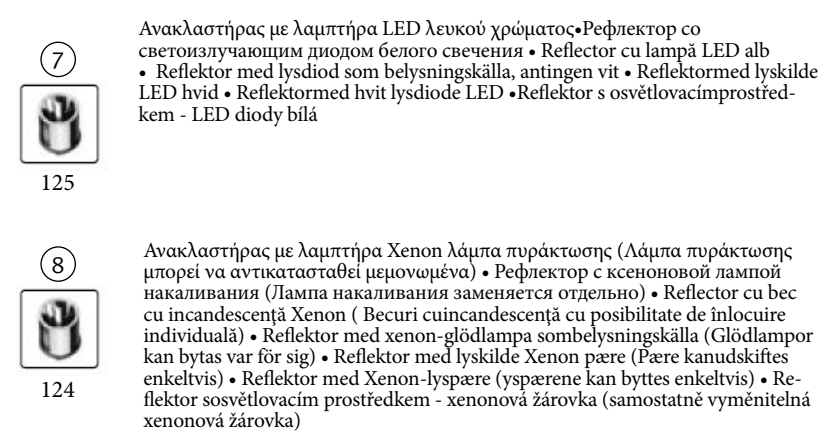 7
Ανακλαστήρας με λαμπτήρα LED λευκού χρώματος•Рефлектор со
светоизлучающим диодом белого свечения • Reflector cu lampă LED alb
• Reflektor med lysdiod som belysningskälla, antingen vit • Reflektormed lyskilde
LED hvid • Reflektormed hvit lysdiode LED •Reflektor s osvětlovacímprostřed-
kem - LED diody bílá
125
8
Ανακλαστήρας με λαμπτήρα Xenon λάμπα πυράκτωσης (Λάμπα πυράκτωσης
μπορεί να αντικατασταθεί μεμονωμένα) • Рефлектор с ксеноновой лампой
накаливания (Лампа накаливания заменяется отдельно) • Reflector cu bec
cu incandescenţă Xenon ( Becuri cuincandescenţă cu posibilitate de înlocuire
individuală) • Reflektor med xenon-glödlampa sombelysningskälla (Glödlampor
kan bytas var för sig) • Reflektor med lyskilde Xenon pære (Pære kanudskiftes
enkeltvis) • Reflektor med Xenon-lyspære (yspærene kan byttes enkeltvis) • Re-
flektor sosvětlovacím prostředkem - xenonová žárovka (samostatně vyměnitelná
xenonová žárovka)
124